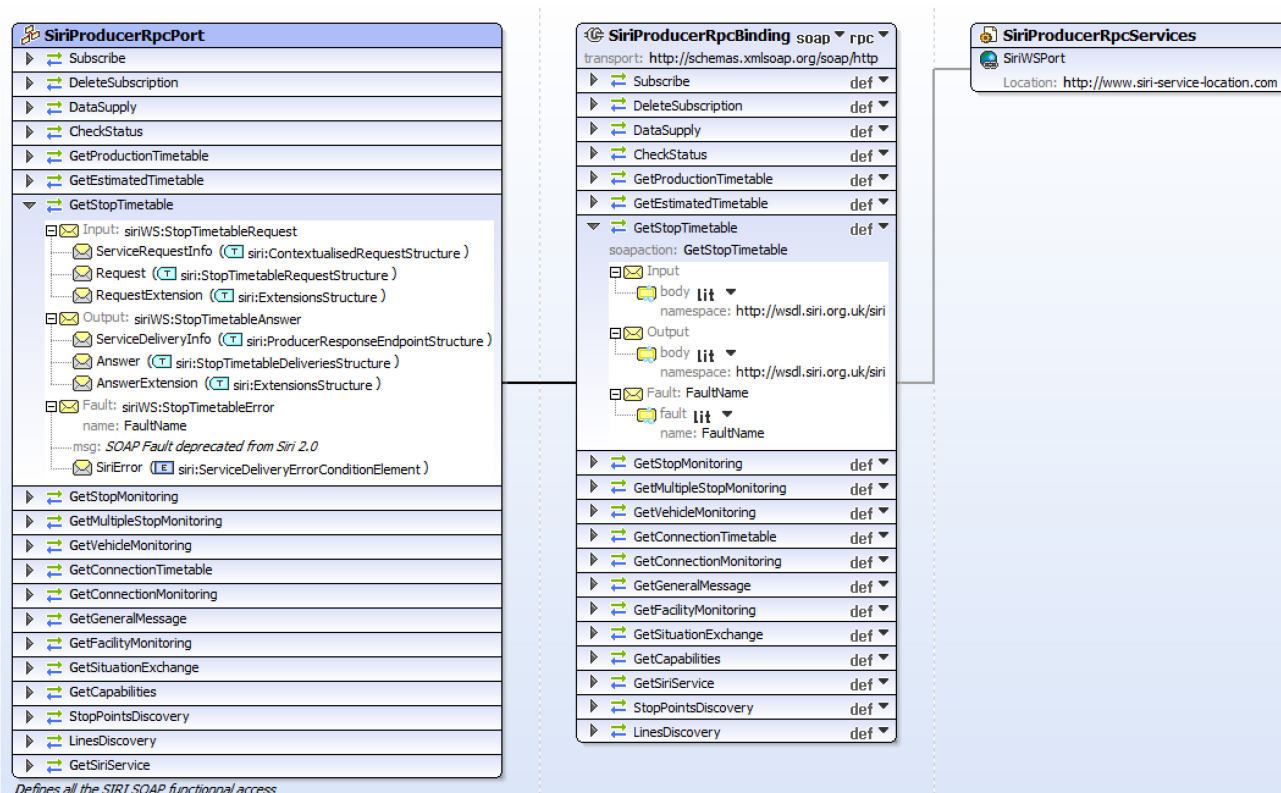 SiriProducerRpcPort
Subscribe
DeleteSubscription
DataSupply
CheckStatus
GetProductionTimetable
GetEstimatedTimetable
GetStopTimetable
Input: siriWS:StopTimetableRequest
ServiceRequestInfo (T siri:ContextualisedRequestStructure )
Request (T siri:StopTimetableRequestStructure )
RequestExtension (T siri:ExtensionsStructure )
Output: siriWS:StopTimetableAnswer
ServiceDeliveryInfo (T siri:ProducerResponseEndpointStructure )
Answer (T siri:StopTimetableDeliveriesStructure )
AnswerExtension (T siri:ExtensionsStructure )
Fault: siriWS:StopTimetableError
name: FaultName
msg: SOAP Fault deprecated from Siri 2.0
SiriError (E siri:ServiceDeliveryErrorConditionElement )
GetStopMonitoring
GetMultipleStopMonitoring
GetVehicleMonitoring
GetConnectionTimetable
GetConnectionMonitoring
GetGeneralMessage
GetFacilityMonitoring
GetSituationExchange
GetCapabilities
StopPointsDiscovery
LinesDiscovery
GetSiriService
Defines all the SIRI SOAP functionnal access
SiriProducerRpcBinding soap rpc
transport: http://schemas.xmlsoap.org/soap/http
Subscribe def
DeleteSubscription def
DataSupply def
CheckStatus def
GetProductionTimetable def
GetEstimatedTimetable def
GetStopTimetable def
soapaction: GetStopTimetable
Input
body lit
namespace: http://wsdl.siri.org.uk/siri
Output
body lit
namespace: http://wsdl.siri.org.uk/siri
Fault: FaultName
fault lit
name: FaultName
GetStopMonitoring def
GetMultipleStopMonitoring def
GetVehicleMonitoring def
GetConnectionTimetable def
GetConnectionMonitoring def
GetGeneralMessage def
GetFacilityMonitoring def
GetSituationExchange def
GetCapabilities def
GetSiriService def
StopPointsDiscovery def
LinesDiscovery def
SiriProducerRpcServices
SiriWSPort
Location: http://www.siri-service-location.com